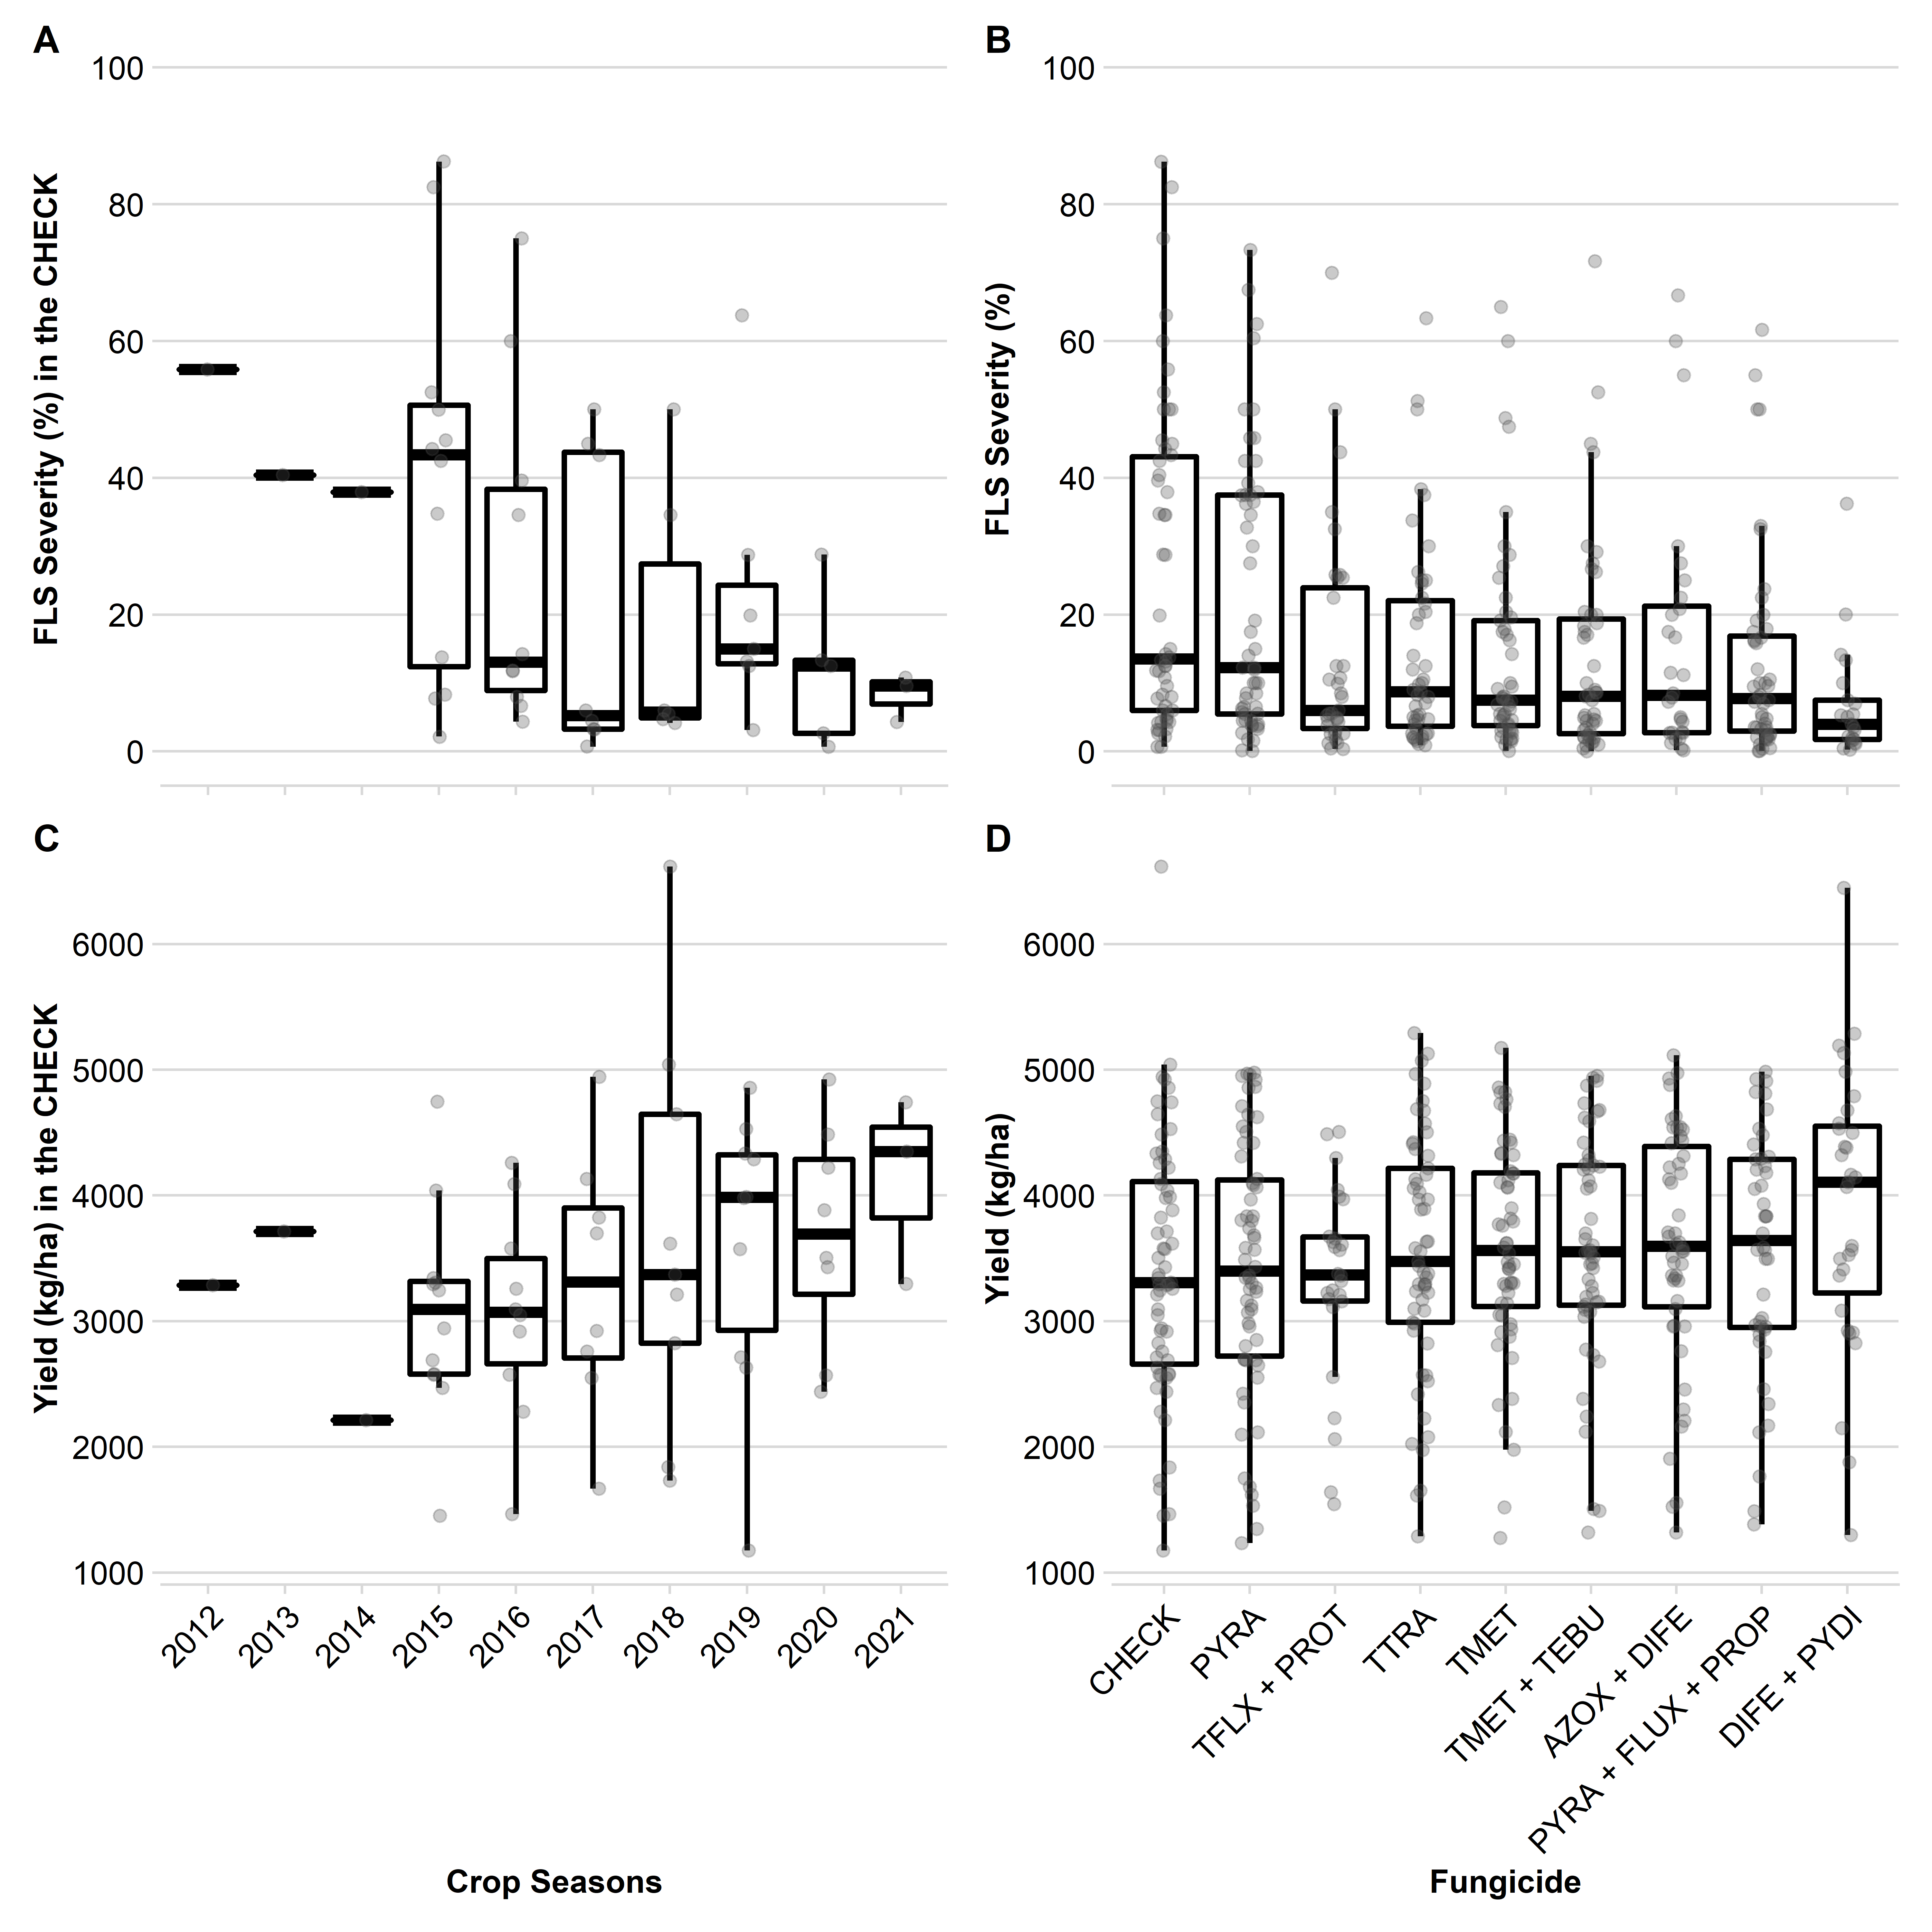 A
FLS Severity (%) in the CHECK
100
80
60
40
20
0
B
FLS Severity (%)
100
80
60
40
20
0
C
Yield (kg/ha) in the CHECK
6000
5000
4000
3000
2000
1000
2012
2013
2014
2015
2016
2017
2018
2019
2020
2021
Crop Seasons
D
Yield (kg/ha)
6000
5000
4000
3000
2000
1000
CHECK
PYRA
TFLX + PROT
TTRA
TMET
TMET + TEBU
AZOX + DIFE
PYRA + FLUX + PROP
DIFE + PYDI
Fungicide